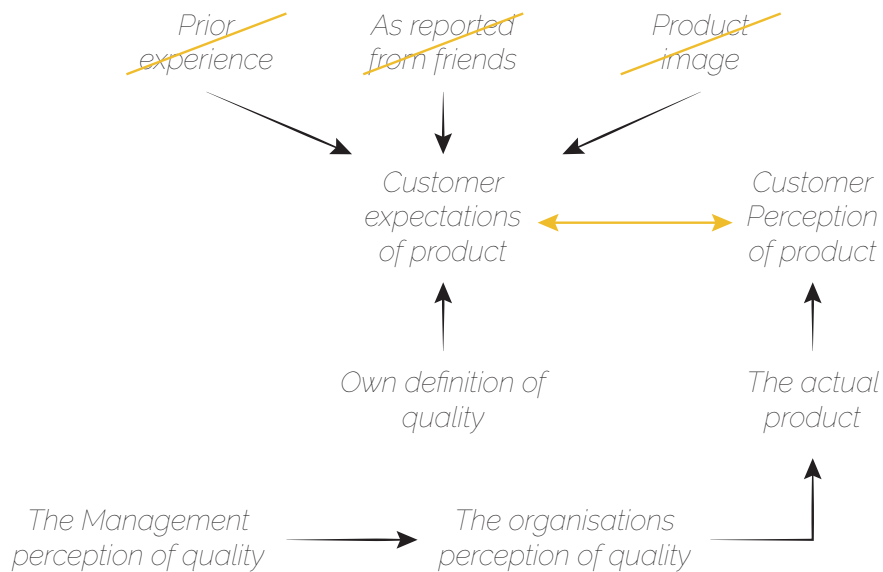 Prior
experience
As reported
from friends
Product
image
Customer
expectations
of product
Customer
Perception
of product
Own definition of
quality
The actual
product
The Management
perception of quality
The organisations
perception of quality